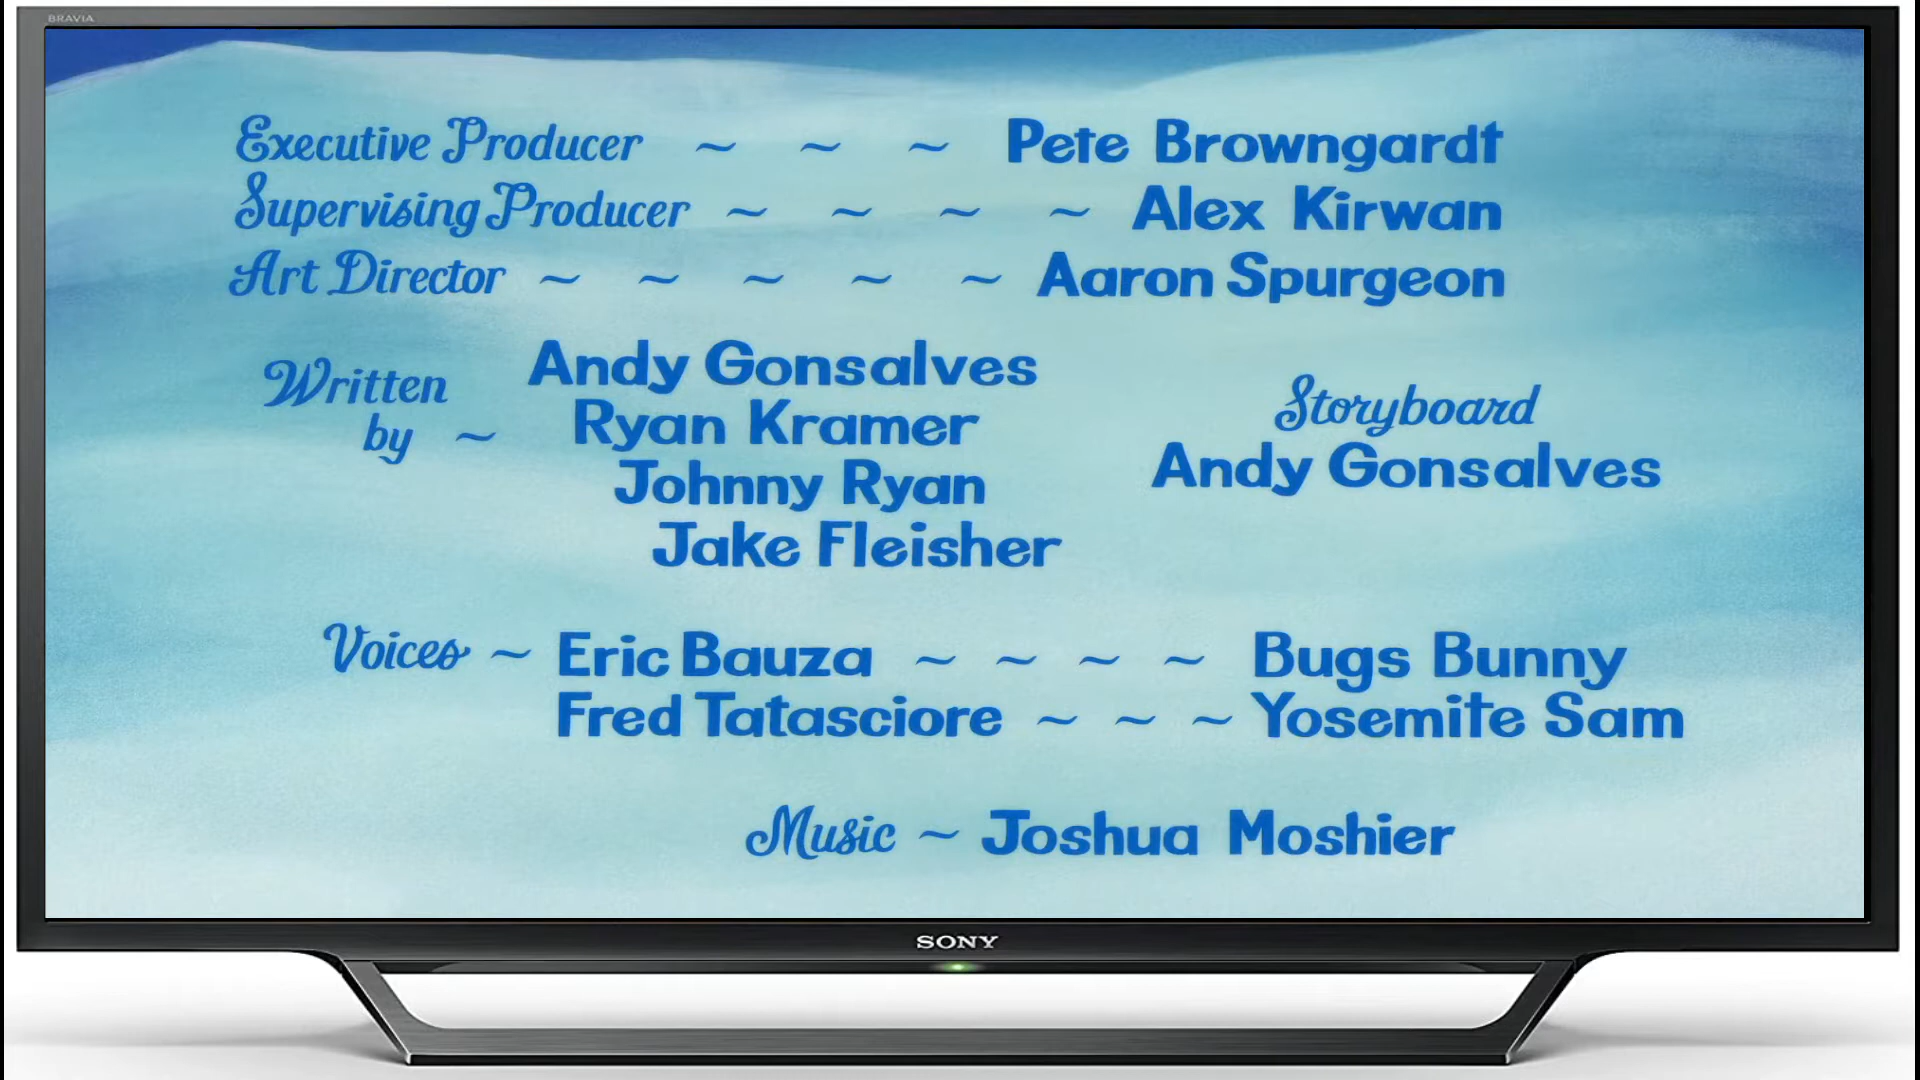 BRAVIA
Executive Producer ~ ~ ~ Pete Browngardt
Supervising Producer ~ ~ ~ ~ Alex Kirwan
Art Director ~ ~ ~ ~ ~ Aaron Spurgeon
Written by ~ Andy Gonsalves
Ryan Kramer
Johnny Ryan
Jake Fleisher
Storyboard
Andy Gonsalves
Voices ~ Eric Bauza ~ ~ ~ ~ Bugs Bunny
Fred Tatasciore ~ ~ ~ Yosemite Sam
Music ~ Joshua Moshier
SONY